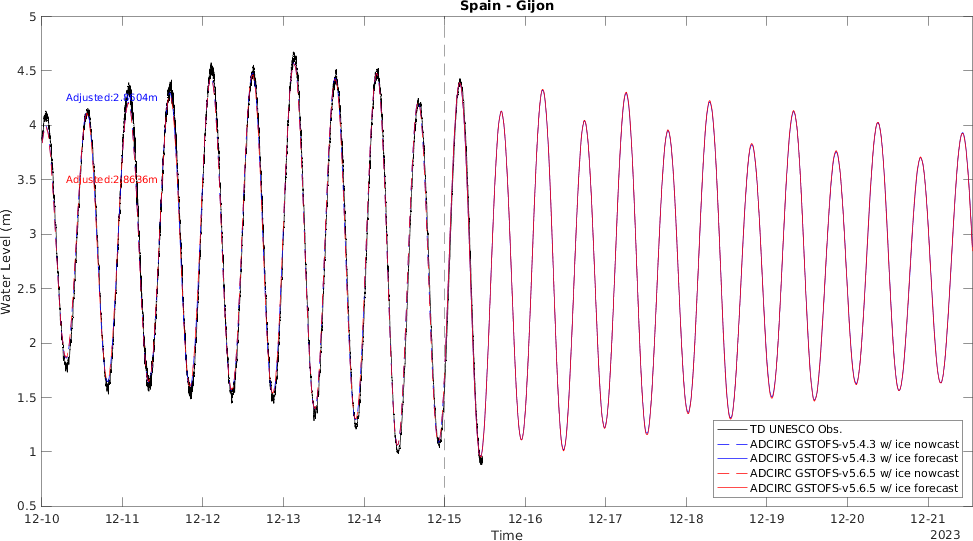 Spain - Gijon
5
4.5
Adjusted:2.8504m
4
Adjusted:2.8636m
3.5
3
Water Level (m)
2.5
2
1.5
1
0.5
TD UNESCO Obs.
ADCIRC GSTOFS-v5.4.3 w/ ice nowcast
ADCIRC GSTOFS-v5.4.3 w/ ice forecast
ADCIRC GSTOFS-v5.6.5 w/ ice nowcast
ADCIRC GSTOFS-v5.6.5 w/ ice forecast
12-10 12-11 12-12 12-13 12-14 12-15 12-16 12-17 12-18 12-19 12-20 12-21
Time
2023